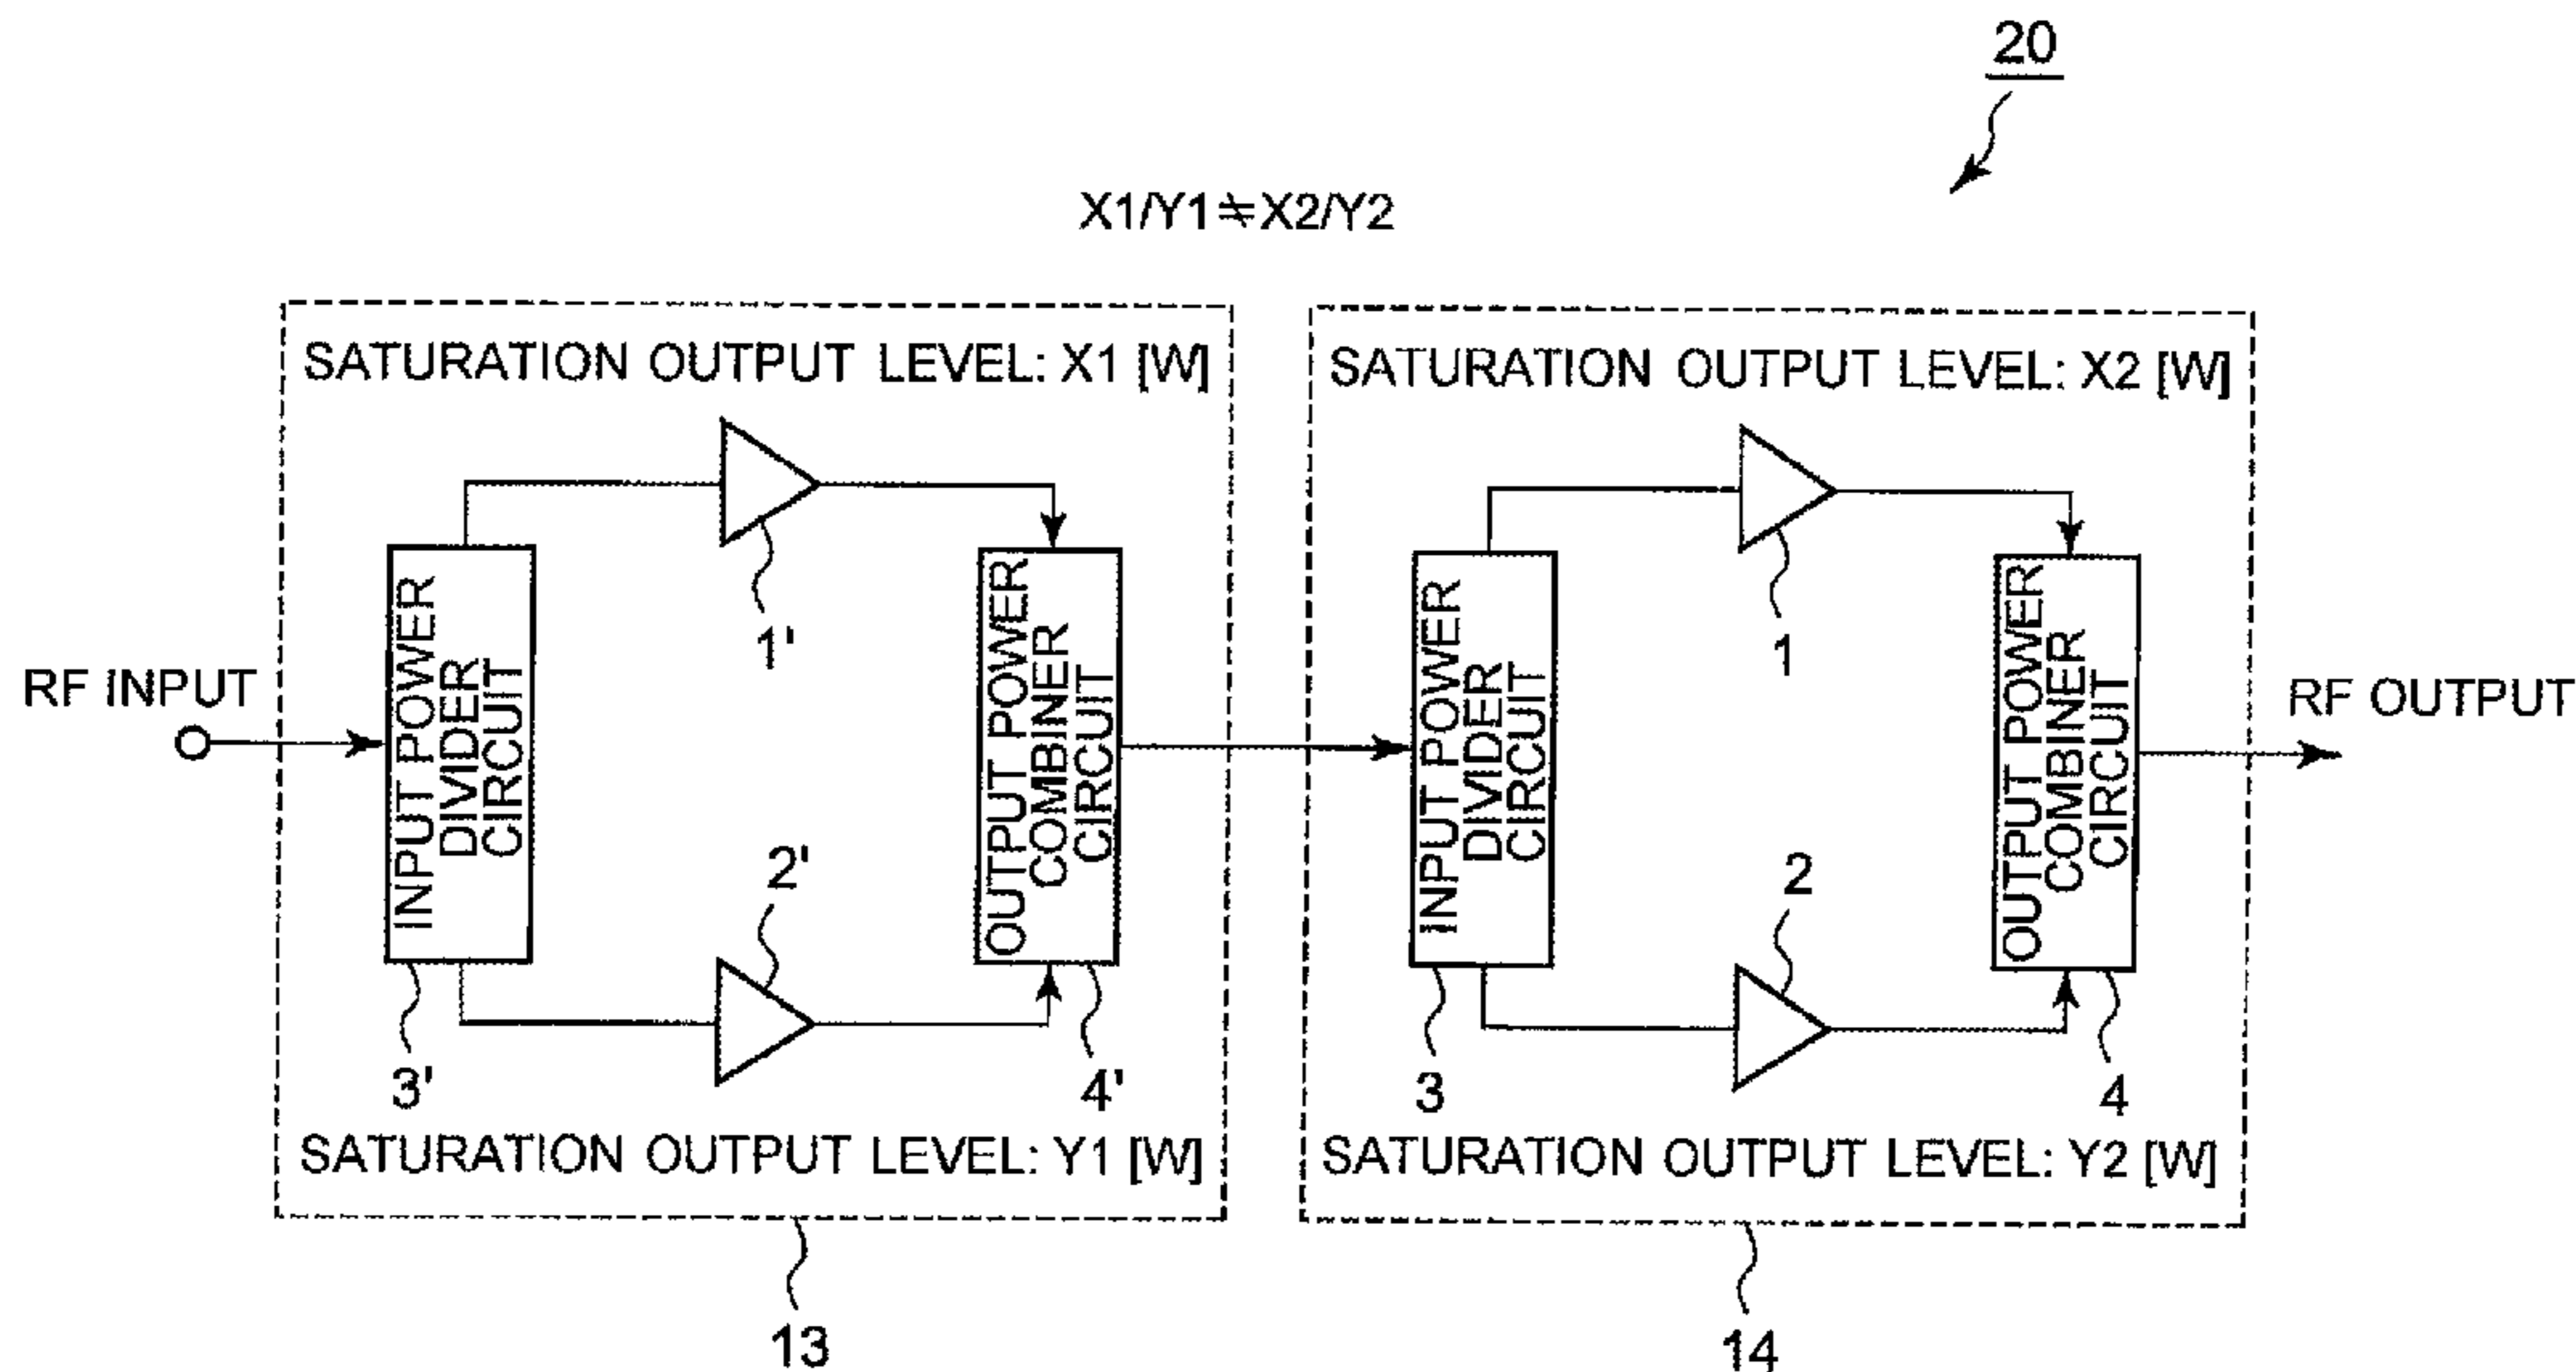 20
X1/Y1≠X2/Y2
SATURATION OUTPUT LEVEL: X1 [W]
SATURATION OUTPUT LEVEL: X2 [W]
RF INPUT
INPUT POWER
DIVIDER
CIRCUIT
1'
2'
OUTPUT POWER
COMBINER
CIRCUIT
3'
4'
INPUT POWER
DIVIDER
CIRCUIT
1
2
OUTPUT POWER
COMBINER
CIRCUIT
3
4
RF OUTPUT
SATURATION OUTPUT LEVEL: Y1 [W]
SATURATION OUTPUT LEVEL: Y2 [W]
13
14